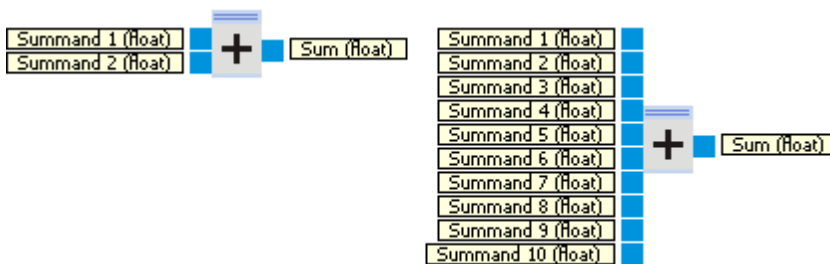 Summand 1 (float)
Summand 2 (float)
+
Sum (float)
Summand 1 (float)
Summand 2 (float)
Summand 3 (float)
Summand 4 (float)
Summand 5 (float)
Summand 6 (float)
Summand 7 (float)
Summand 8 (float)
Summand 9 (float)
Summand 10 (float)
+
Sum (float)